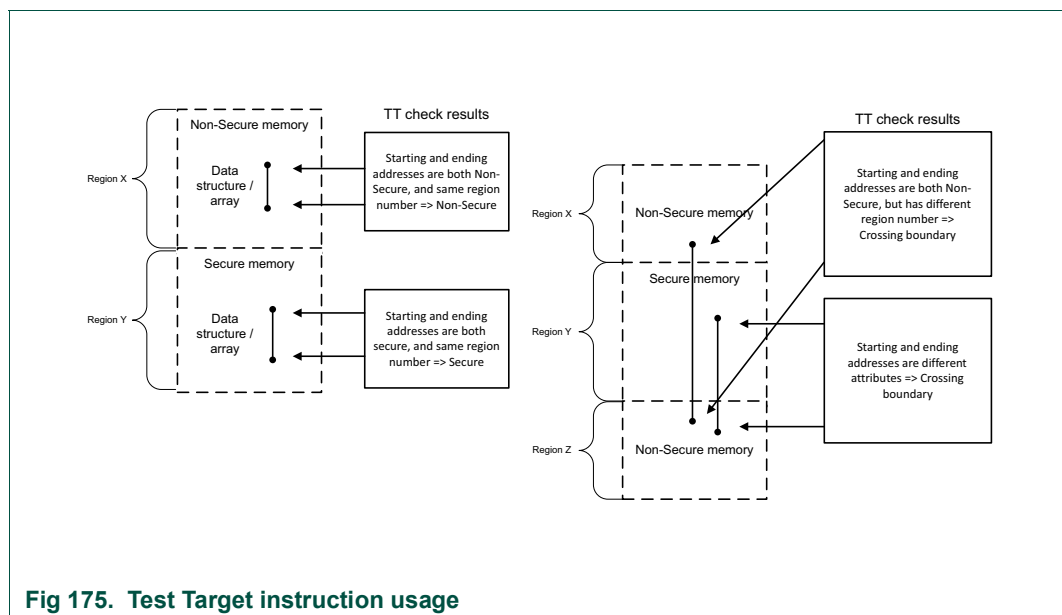 TT check results
Non-Secure memory
Region X
Data
structure /
array
Starting and ending
addresses are both Non-
Secure, and same region
number => Non-Secure
Secure memory
Region Y
Data
structure /
array
Starting and ending
addresses are both
secure, and same region
number => Secure
TT check results
Region X
Non-Secure memory
Starting and ending
addresses are both Non-
Secure, but has different
region number =>
Crossing boundary
Secure memory
Region Y
Starting and ending
addresses are different
attributes => Crossing
boundary
Region Z
Non-Secure memory
Fig 175. Test Target instruction usage